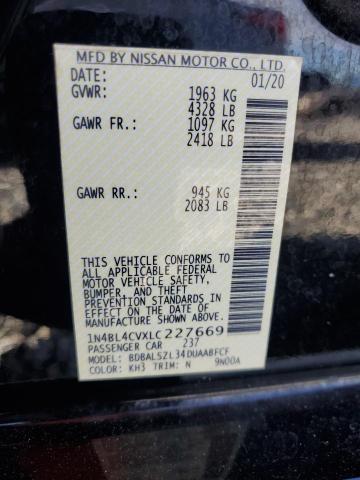 MFD BY NISSAN MOTOR CO., LTD.
DATE: 01/20
GVWR: 1963 KG
4328 LB
GAWR FR.: 1097 KG
2418 LB
GAWR RR.: 945 KG
2083 LB
THIS VEHICLE CONFORMS TO
ALL APPLICABLE FEDERAL
MOTOR VEHICLE SAFETY,
BUMPER, AND THEFT
PREVENTION STANDARDS IN
EFFECT ON THE DATE OF
MANUFACTURE SHOWN ABOVE.
1N4BL4CVXLC227669
PASSENGER CAR 237
MODEL: BDBALSZL34DUAABFCF
COLOR: KH3 TRIM: N 9N00A